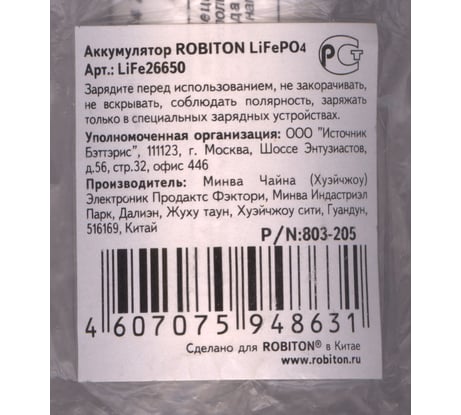 Аккумулятор ROBITON LiFePO4
Арт.: LiFe26650
Зарядите перед использованием, не закорачивать,
не вскрывать, соблюдать полярность, заряжать
только в специальных зарядных устройствах.
Уполномоченная организация: ООО "Источник
Бэттэрис", 111123, г. Москва, Шоссе Энтузиастов,
д.56, стр.32, офис 446
Производитель: Минва Чайна (Хуэйчжоу)
Электроник Продактс Фэктори, Минва Индастриэл
Парк, Далиэн, Жуху таун, Хуэйчжоу сити, Гуандун,
516169, Китай
P/N:803-205
4 607075 948631
Сделано для ROBITON® в Китае
www.robiton.ru